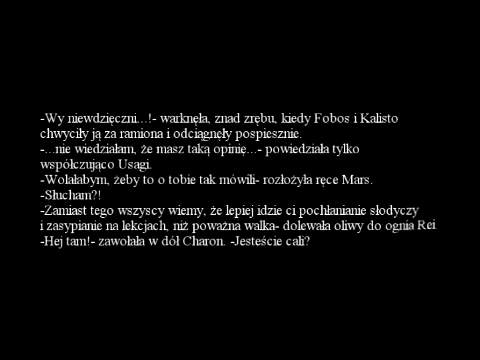 -Wy niewdzięczni...!- warknęła, znad zrębu, kiedy Fobos i Kalisto
chwyciły ją za ramiona i odciągnęły pospiesznie.
-...nie wiedziałam, że masz taką opinię...- powiedziała tylko
współczująco Usagi.
-Wolałabym, żeby to o tobie tak mówili- rozłożyła ręce Mars.
-Słucham?!
-Zamiast tego wszyscy wiemy, że lepiej idzie ci pochłanianie słodyczy
i zasypianie na lekcjach, niż poważna walka- dolewała oliwy do ognia Rei.
-Hej tam!- zawołała w dół Charon. -Jesteście cali?